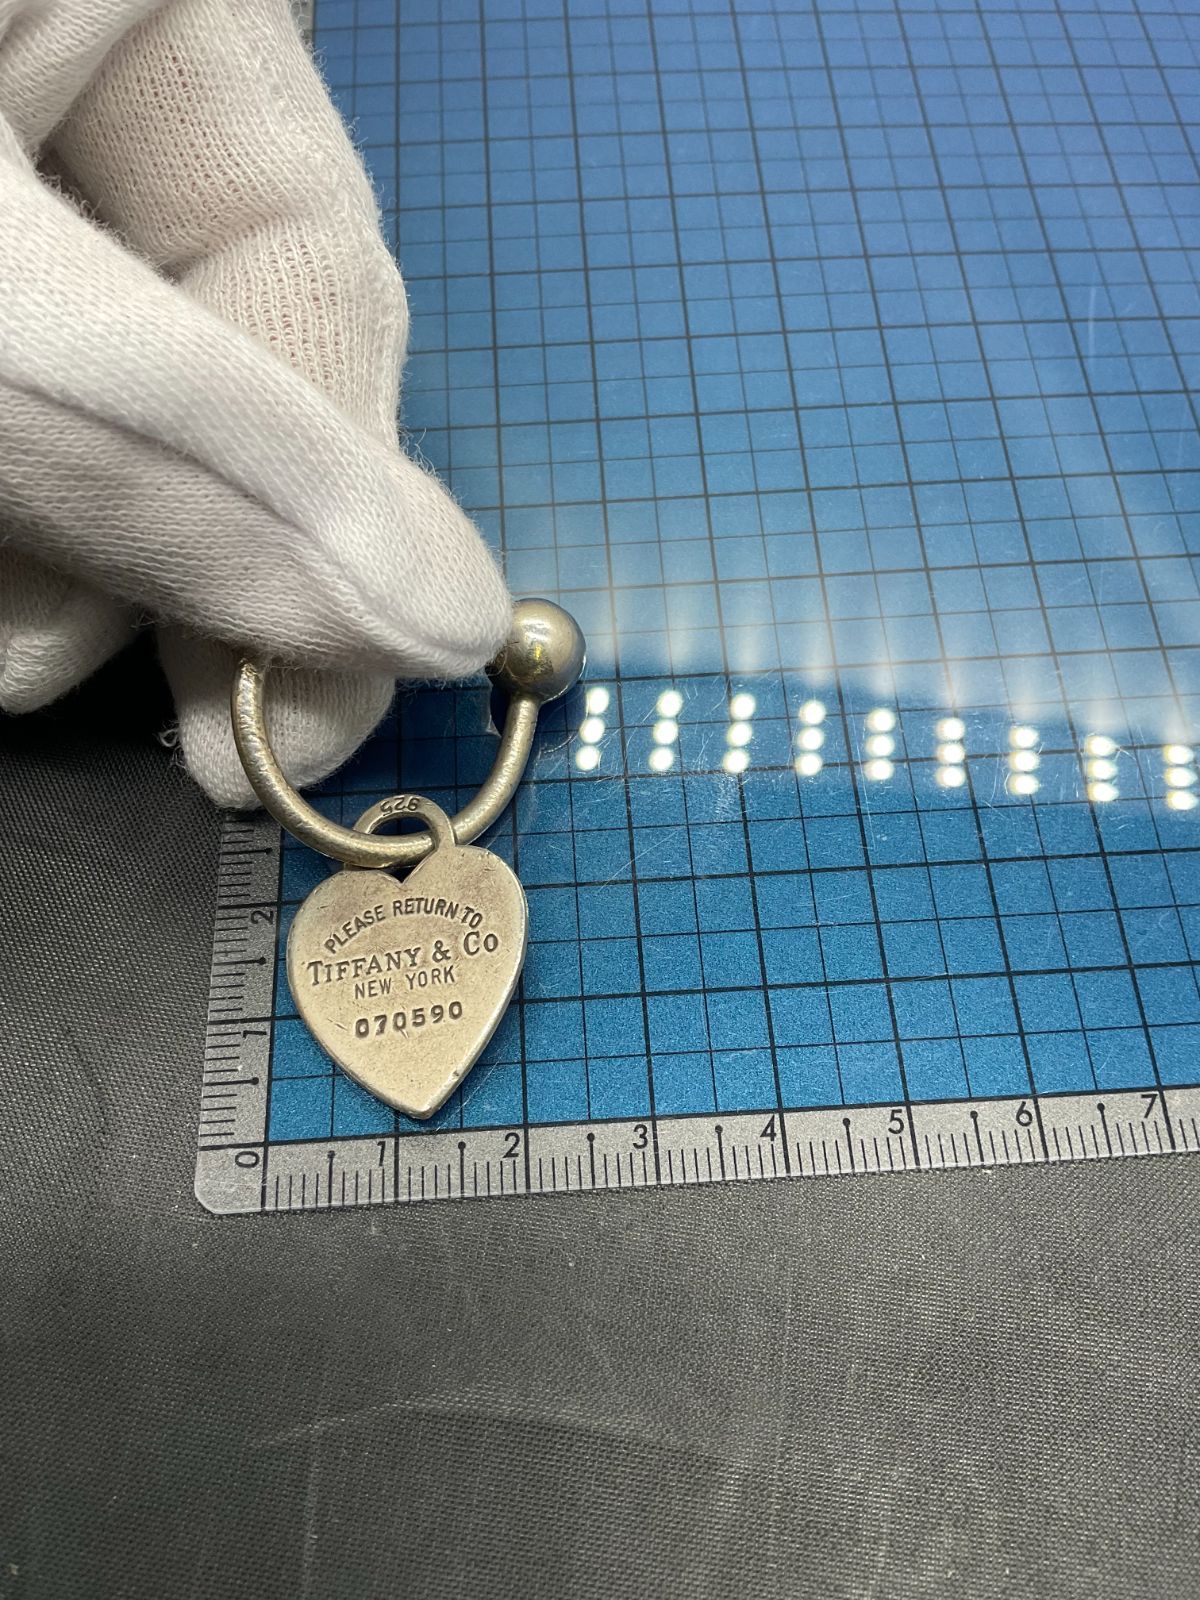 925
PLEASE RETURN TO
TIFFANY & Co
NEW YORK
070590
2
1
0
1 2 3 4 5 6 7